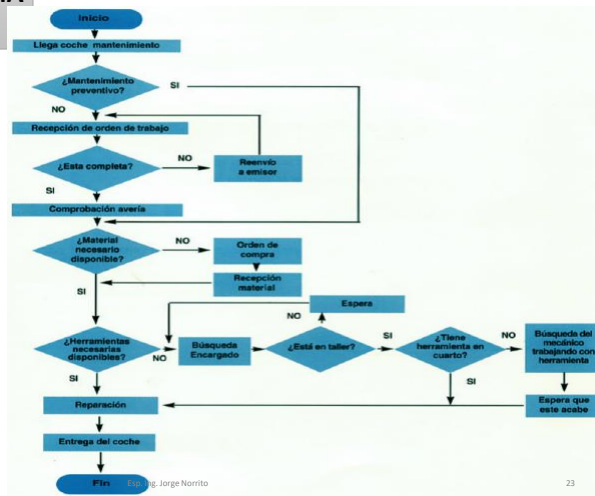 Inicio
Llega coche mantenimiento
¿Mantenimiento
preventivo?
SI
NO
Recepción de orden de trabajo
¿Esta completa?
NO
Reenvío
a emisor
SI
Comprobación avería
¿Material
necesario
disponible?
NO
Orden de
compra
Recepción
material
SI
Espera
NO
¿Herramientas
necesarias
disponibles?
NO
Búsqueda
Encargado
¿Está en taller?
SI
¿Tiene
herramienta en
cuarto?
NO
Búsqueda del
mecánico
trabajando con
herramienta
SI
SI
Reparación
Espera que
este acabe
Entrega del coche
Fin
Esp. Ing. Jorge Norrito
23